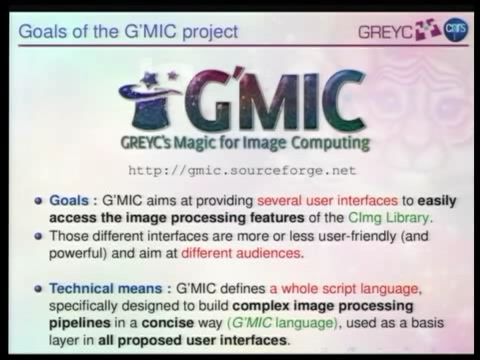 Goals of the G'MIC project
GREYC
cnrs
G'MIC
GREYC's Magic for Image Computing
http://gmic.sourceforge.net
Goals : G'MIC aims at providing several user interfaces to easily
access the image processing features of the CImg Library.
Those different interfaces are more or less user-friendly (and
powerful) and aim at different audiences.
Technical means : G'MIC defines a whole script language,
specifically designed to build complex image processing
pipelines in a concise way (G'MIC language), used as a basis
layer in all proposed user interfaces.